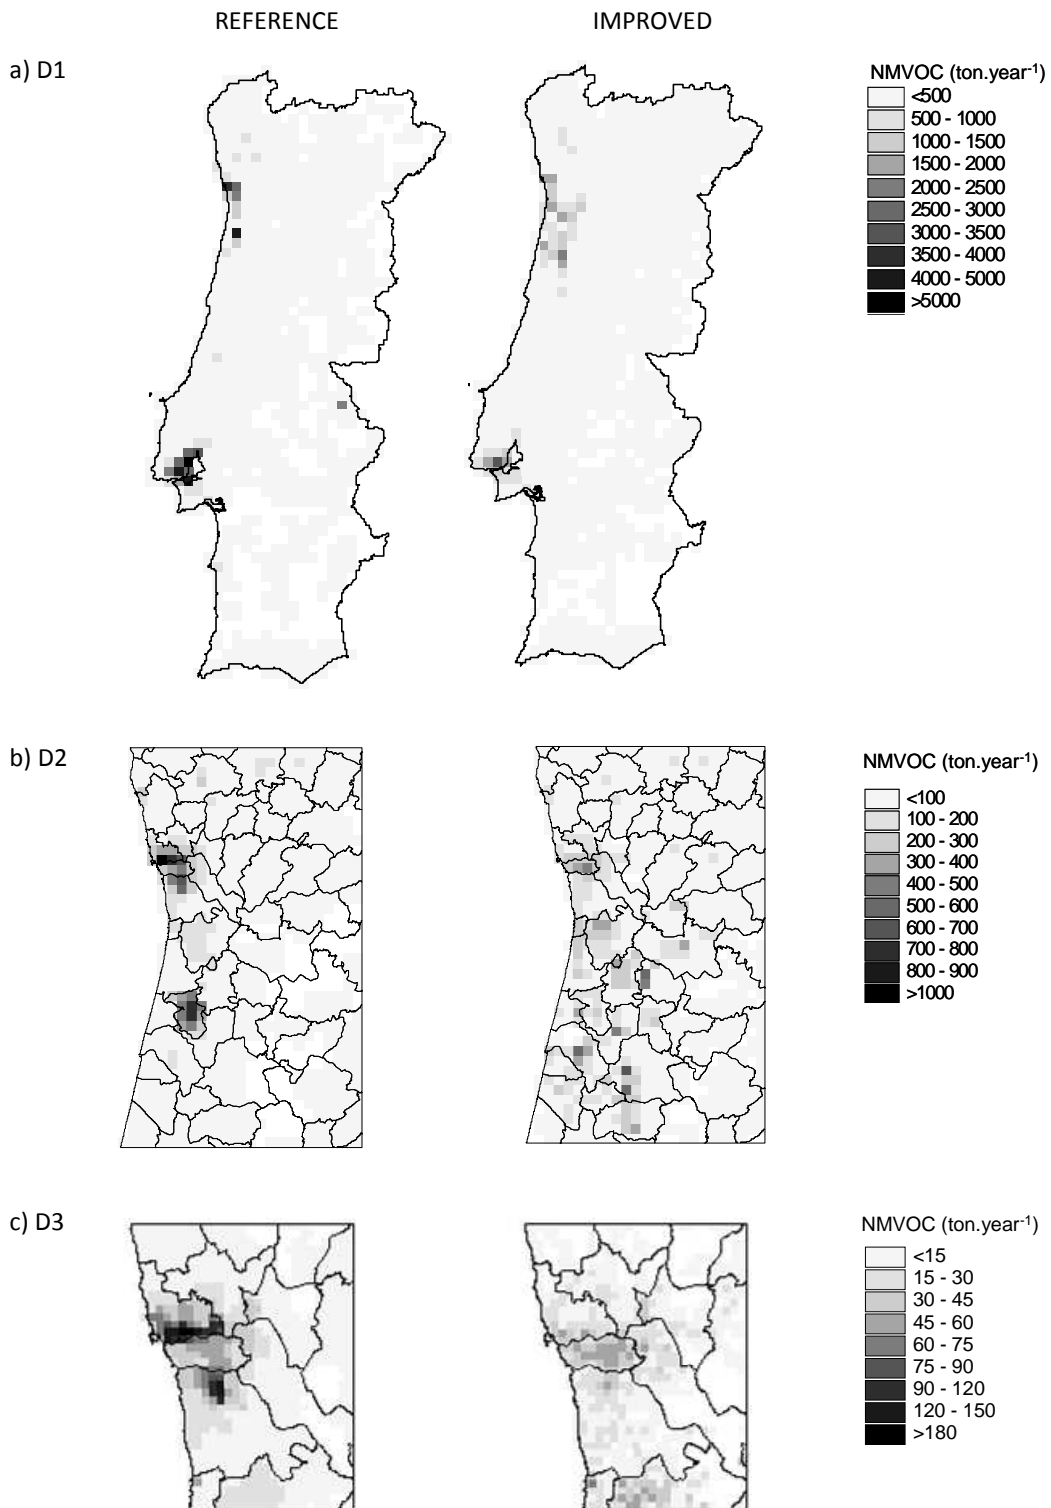 REFERENCE IMPROVED
a) D1
NMVOC (ton.year-1)
<500
500 - 1000
1000 - 1500
1500 - 2000
2000 - 2500
2500 - 3000
3000 - 3500
3500 - 4000
4000 - 5000
>5000
b) D2
NMVOC (ton.year-1)
<100
100 - 200
200 - 300
300 - 400
400 - 500
500 - 600
600 - 700
700 - 800
800 - 900
>1000
c) D3
NMVOC (ton.year-1)
<15
15 - 30
30 - 45
45 - 60
60 - 75
75 - 90
90 - 120
120 - 150
>180